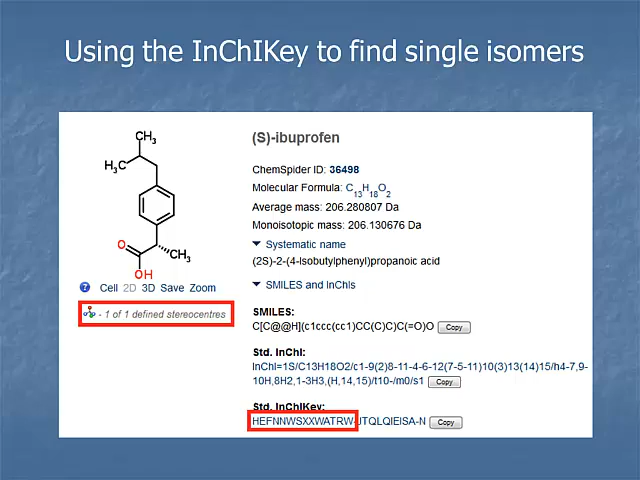 Using the InChIKey to find single isomers
CH3
H3C
O
CH3
OH
Cell 2D 3D Save Zoom
- 1 of 1 defined stereocentres
(S)-ibuprofen
ChemSpider ID: 36498
Molecular Formula: C13H18O2
Average mass: 206.280807 Da
Monoisotopic mass: 206.130676 Da
Systematic name
(2S)-2-(4-Isobutylphenyl)propanoic acid
SMILES and InChIs
SMILES:
C[C@@H](c1ccc(cc1)CC(C)C)C(=O)O Copy
Std. InChI:
InChI=1S/C13H18O2/c1-9(2)8-11-4-6-12(7-5-11)10(3)13(14)15/h4-7,9-
10H,8H2,1-3H3,(H,14,15)/t10-/m0/s1 Copy
Std. InChIKey:
HEFNNWSXXWATRW-JTQLQIEISA-N Copy